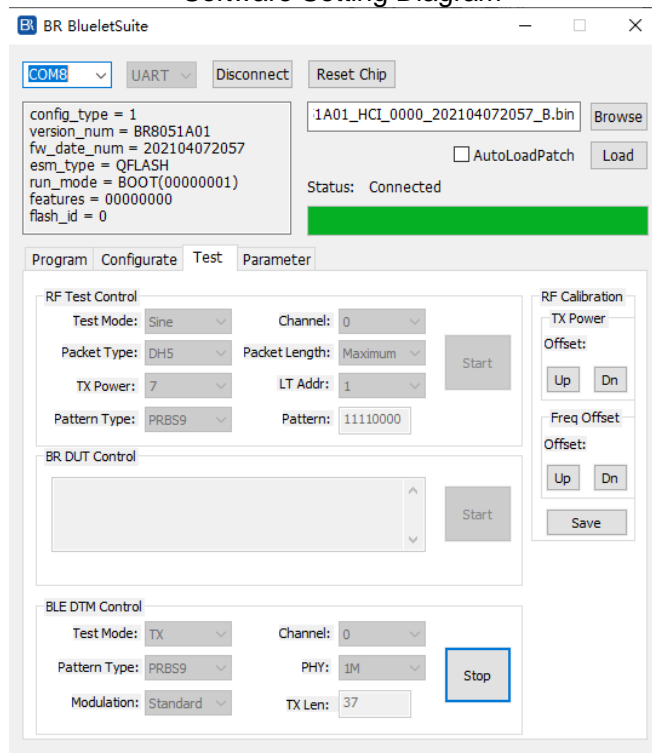 Software Setting Diagram
BR BR BlueletSuite
COM8 UART Disconnect Reset Chip
config_type = 1
version_num = BR8051A01
fw_date_num = 202104072057
esm_type = QFLASH
run_mode = BOOT(00000001)
features = 00000000
flash_id = 0
1A01_HCI_0000_202104072057_B.bin Browse
AutoLoadPatch Load
Status: Connected
Program Configurate Test Parameter
RF Test Control
Test Mode: Sine Channel: 0
Packet Type: DH5 Packet Length: Maximum
TX Power: 7 LT Addr: 1
Pattern Type: PRBS9 Pattern: 11110000
Start
RF Calibration
TX Power
Offset:
Up Dn
Freq Offset
Offset:
Up Dn
Save
BR DUT Control
Start
BLE DTM Control
Test Mode: TX Channel: 0
Pattern Type: PRBS9 PHY: 1M
Modulation: Standard TX Len: 37
Stop